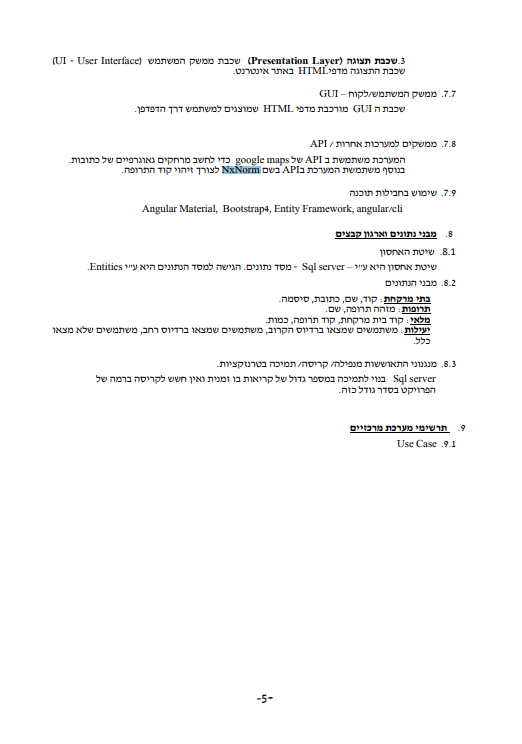 3. שכבת תצוגה (Presentation Layer) שכבת ממשק המשתמש (UI - User Interface)
שכבת התצוגה מדפי HTML באתר אינטרנט.
7.7. ממשק המשתמש/לקוח – GUI
שכבת ה GUI מורכבת מדפי HTML שמוצגים למשתמש דרך הדפדפן.
7.8. ממשקים למערכות אחרות / API
המערכת משתמשת ב API של google maps כדי לחשב מרחקים גאוגרפיים של כתובות.
בנוסף משתמשת המערכת בAPI בשם NxNorm לצורך זיהוי קוד התרופה.
7.9. שימוש בחבילות תוכנה
Angular Material, Bootstrap4, Entity Framework, angular/cli
8. מבני נתונים וארגון קבצים
8.1. שיטת האחסון
שיטת אחסון היא ע"י – Sql server - מסד נתונים. הגישה למסד הנתונים היא ע"י Entities.
8.2. מבני הנתונים
בתי מרקחת: קוד, שם, כתובת, סיסמה.
תרופות: מזהה תרופה, שם.
מלאי: קוד בית מרקחת, קוד תרופה, כמות.
יעילות: משתמשים שמצאו ברדיוס הקרוב, משתמשים שמצאו ברדיוס רחב, משתמשים שלא מצאו
כלל.
8.3. מנגנוני התאוששות מנפילה/ קריסה/ תמיכה בטרנזקציות.
Sql server בנוי לתמיכה במספר גדול של קריאות בו זמנית ואין חשש לקריסה ברמה של
הפרויקט בסדר גודל כזה.
9. תרשימי מערכת מרכזיים
9.1. Use Case
-5-